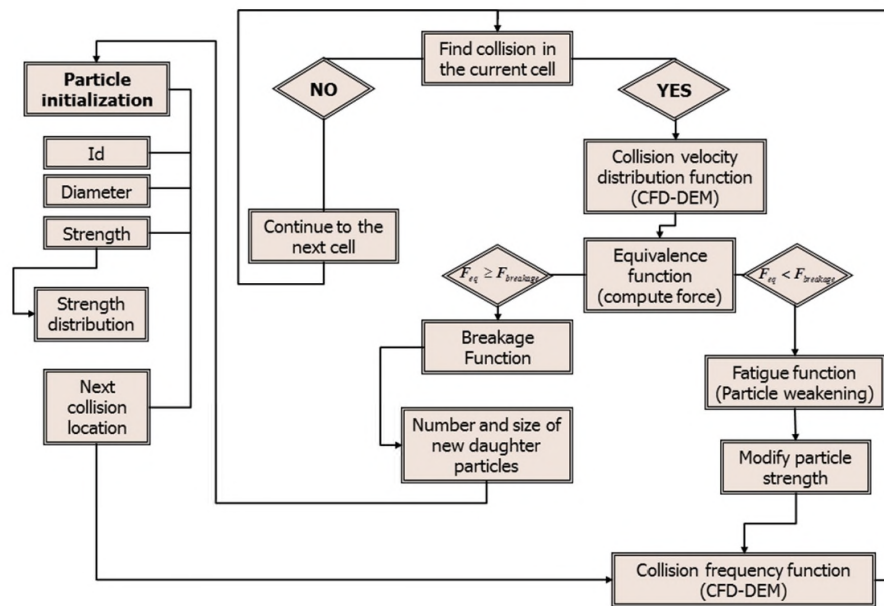 Particle
initialization
Id
Diameter
Strength
Strength
distribution
Next
collision
location
Find collision in
the current cell
NO
YES
Continue to the
next cell
Collision velocity
distribution function
(CFD-DEM)
Equivalence
function
(compute force)
F_eq ≥ F_breakage
F_eq < F_breakage
Breakage
Function
Number and size of
new daughter
particles
Fatigue function
(Particle weakening)
Modify particle
strength
Collision frequency function
(CFD-DEM)